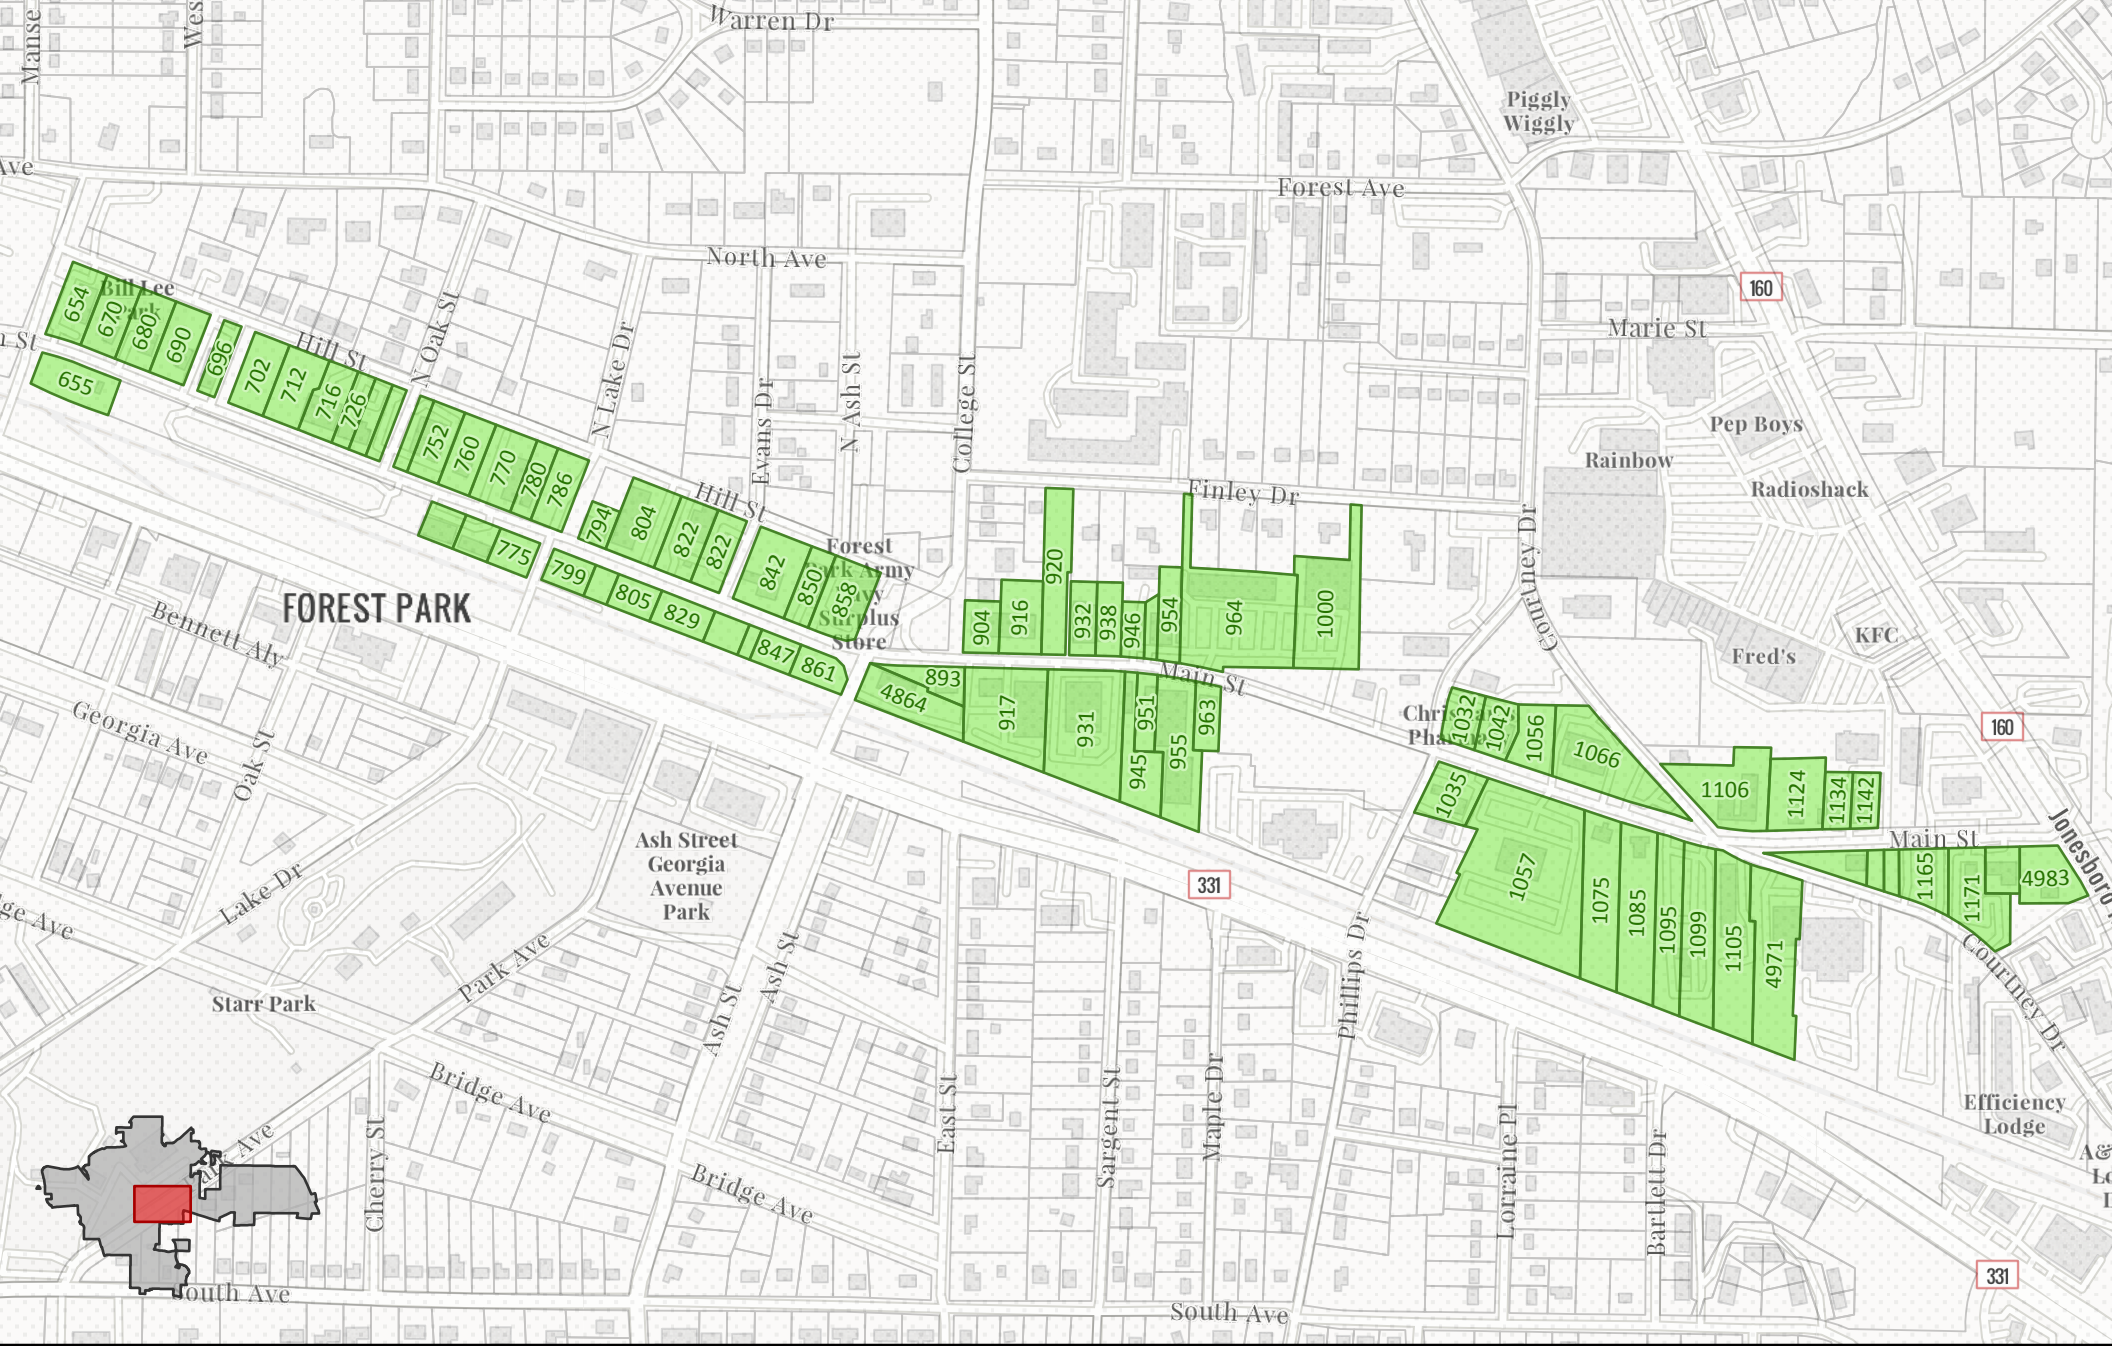 Manse
Wes
Warren Dr
Piggly
Wiggly
Ave
Forest Ave
North Ave
160
Bill Lee
Park
654
670
680
690
696
655
n St
Hill St
N Oak St
N Lake Dr
Evans Dr
N Ash St
College St
Marie St
Pep Boys
Rainbow
Radioshack
702
712
716
726
752
760
770
780
786
794
804
822
822
Hill St
842
850
858
Forest
Park Army
Navy
Surplus
Store
775
799
805
829
847
861
Finley Dr
Courtney Dr
Courtney Dr
904
916
920
932
938
946
954
964
1000
Main St
FOREST PARK
Bennett Aly
Georgia Ave
Oak St
893
4864
917
931
945
951
955
963
KFC
Fred's
160
1032
1042
1056
1066
1035
1057
1075
1085
1095
1099
1105
4971
1106
1124
1134
1142
Main St
1165
1171
4983
Jonesboro
Courtney Dr
Ash Street
Georgia
Avenue
Park
331
Lake Dr
Park Ave
Starr Park
Ash St
Ash St
Phillips Dr
Bridge Ave
Bridge Ave
East St
Sargent St
Maple Dr
Lorraine Pl
Bartlett Dr
Cherry St
Efficiency
Lodge
A&
Lo
331
South Ave
South Ave